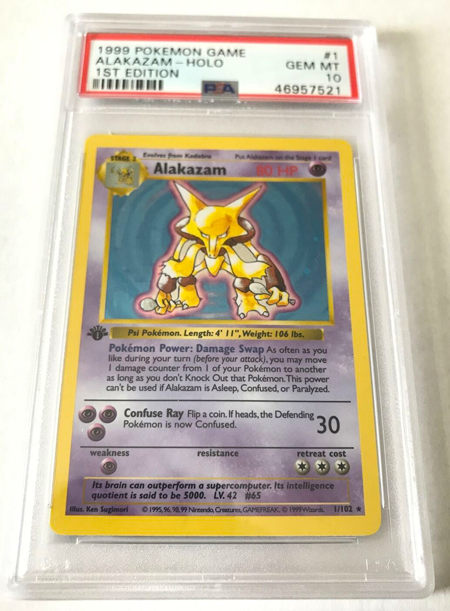 1999 POKEMON GAME #1
ALAKAZAM - HOLO GEM MT
1ST EDITION 10
PSA 46957521
STAGE 2 Evolves from Kadabra Put Alakazam on the Stage 1 card
Alakazam 80 HP
1
Psi Pokémon. Length: 4' 11", Weight: 106 lbs.
Pokémon Power: Damage Swap As often as you
like during your turn (before your attack), you may move
1 damage counter from 1 of your Pokémon to another
as long as you don't Knock Out that Pokémon. This power
can't be used if Alakazam is Asleep, Confused, or Paralyzed.
Confuse Ray Flip a coin. If heads, the Defending
Pokémon is now Confused. 30
weakness resistance retreat cost
Its brain can outperform a supercomputer. Its intelligence
quotient is said to be 5000. LV. 42 #65
Illus. Ken Sugimori © 1995, 96, 98, 99 Nintendo, Creatures, GAMEFREAK. © 1999 Wizards. 1/102 ★